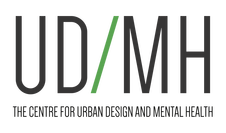 UD/MH
THE CENTRE FOR URBAN DESIGN AND MENTAL HEALTH